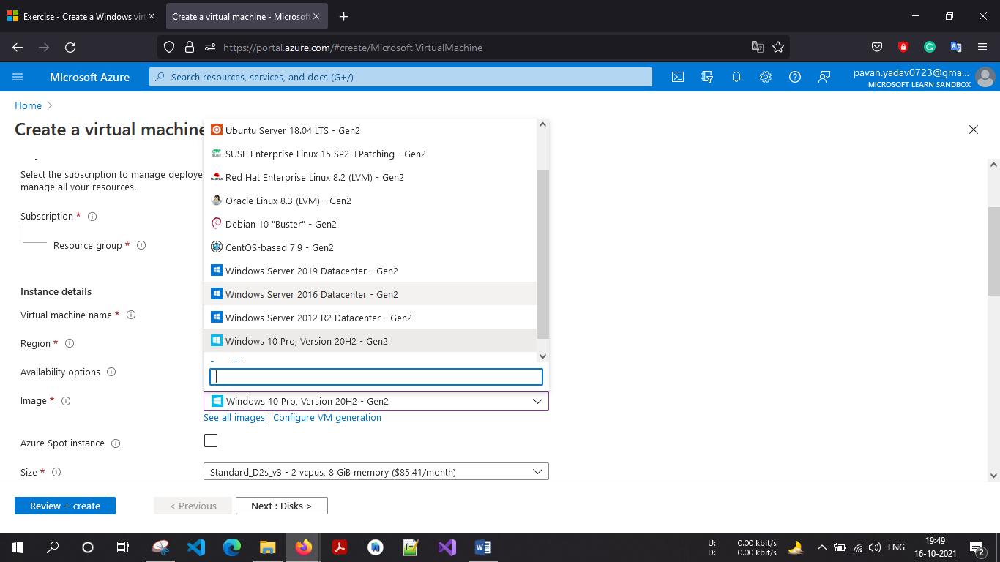 Exercise - Create a Windows virt
Create a virtual machine - Microsoft
https://portal.azure.com/#create/Microsoft.VirtualMachine
Microsoft Azure
Search resources, services, and docs (G+/)
pavan.yadav0723@gma...
MICROSOFT LEARN SANDBOX
Home
Create a virtual machine
Select the subscription to manage deploye
manage all your resources.
Subscription *
Resource group *
Instance details
Virtual machine name *
Region *
Availability options
Image *
Ubuntu Server 18.04 LTS - Gen2
SUSE Enterprise Linux 15 SP2 +Patching - Gen2
Red Hat Enterprise Linux 8.2 (LVM) - Gen2
Oracle Linux 8.3 (LVM) - Gen2
Debian 10 "Buster" - Gen2
CentOS-based 7.9 - Gen2
Windows Server 2019 Datacenter - Gen2
Windows Server 2016 Datacenter - Gen2
Windows Server 2012 R2 Datacenter - Gen2
Windows 10 Pro, Version 20H2 - Gen2
Windows 10 Pro, Version 20H2 - Gen2
See all images | Configure VM generation
Azure Spot instance
Size *
Standard_D2s_v3 - 2 vcpus, 8 GiB memory ($85.41/month)
Review + create
< Previous
Next : Disks >
U: 0.00 kbit/s
D: 0.00 kbit/s
ENG
19:49
16-10-2021
2